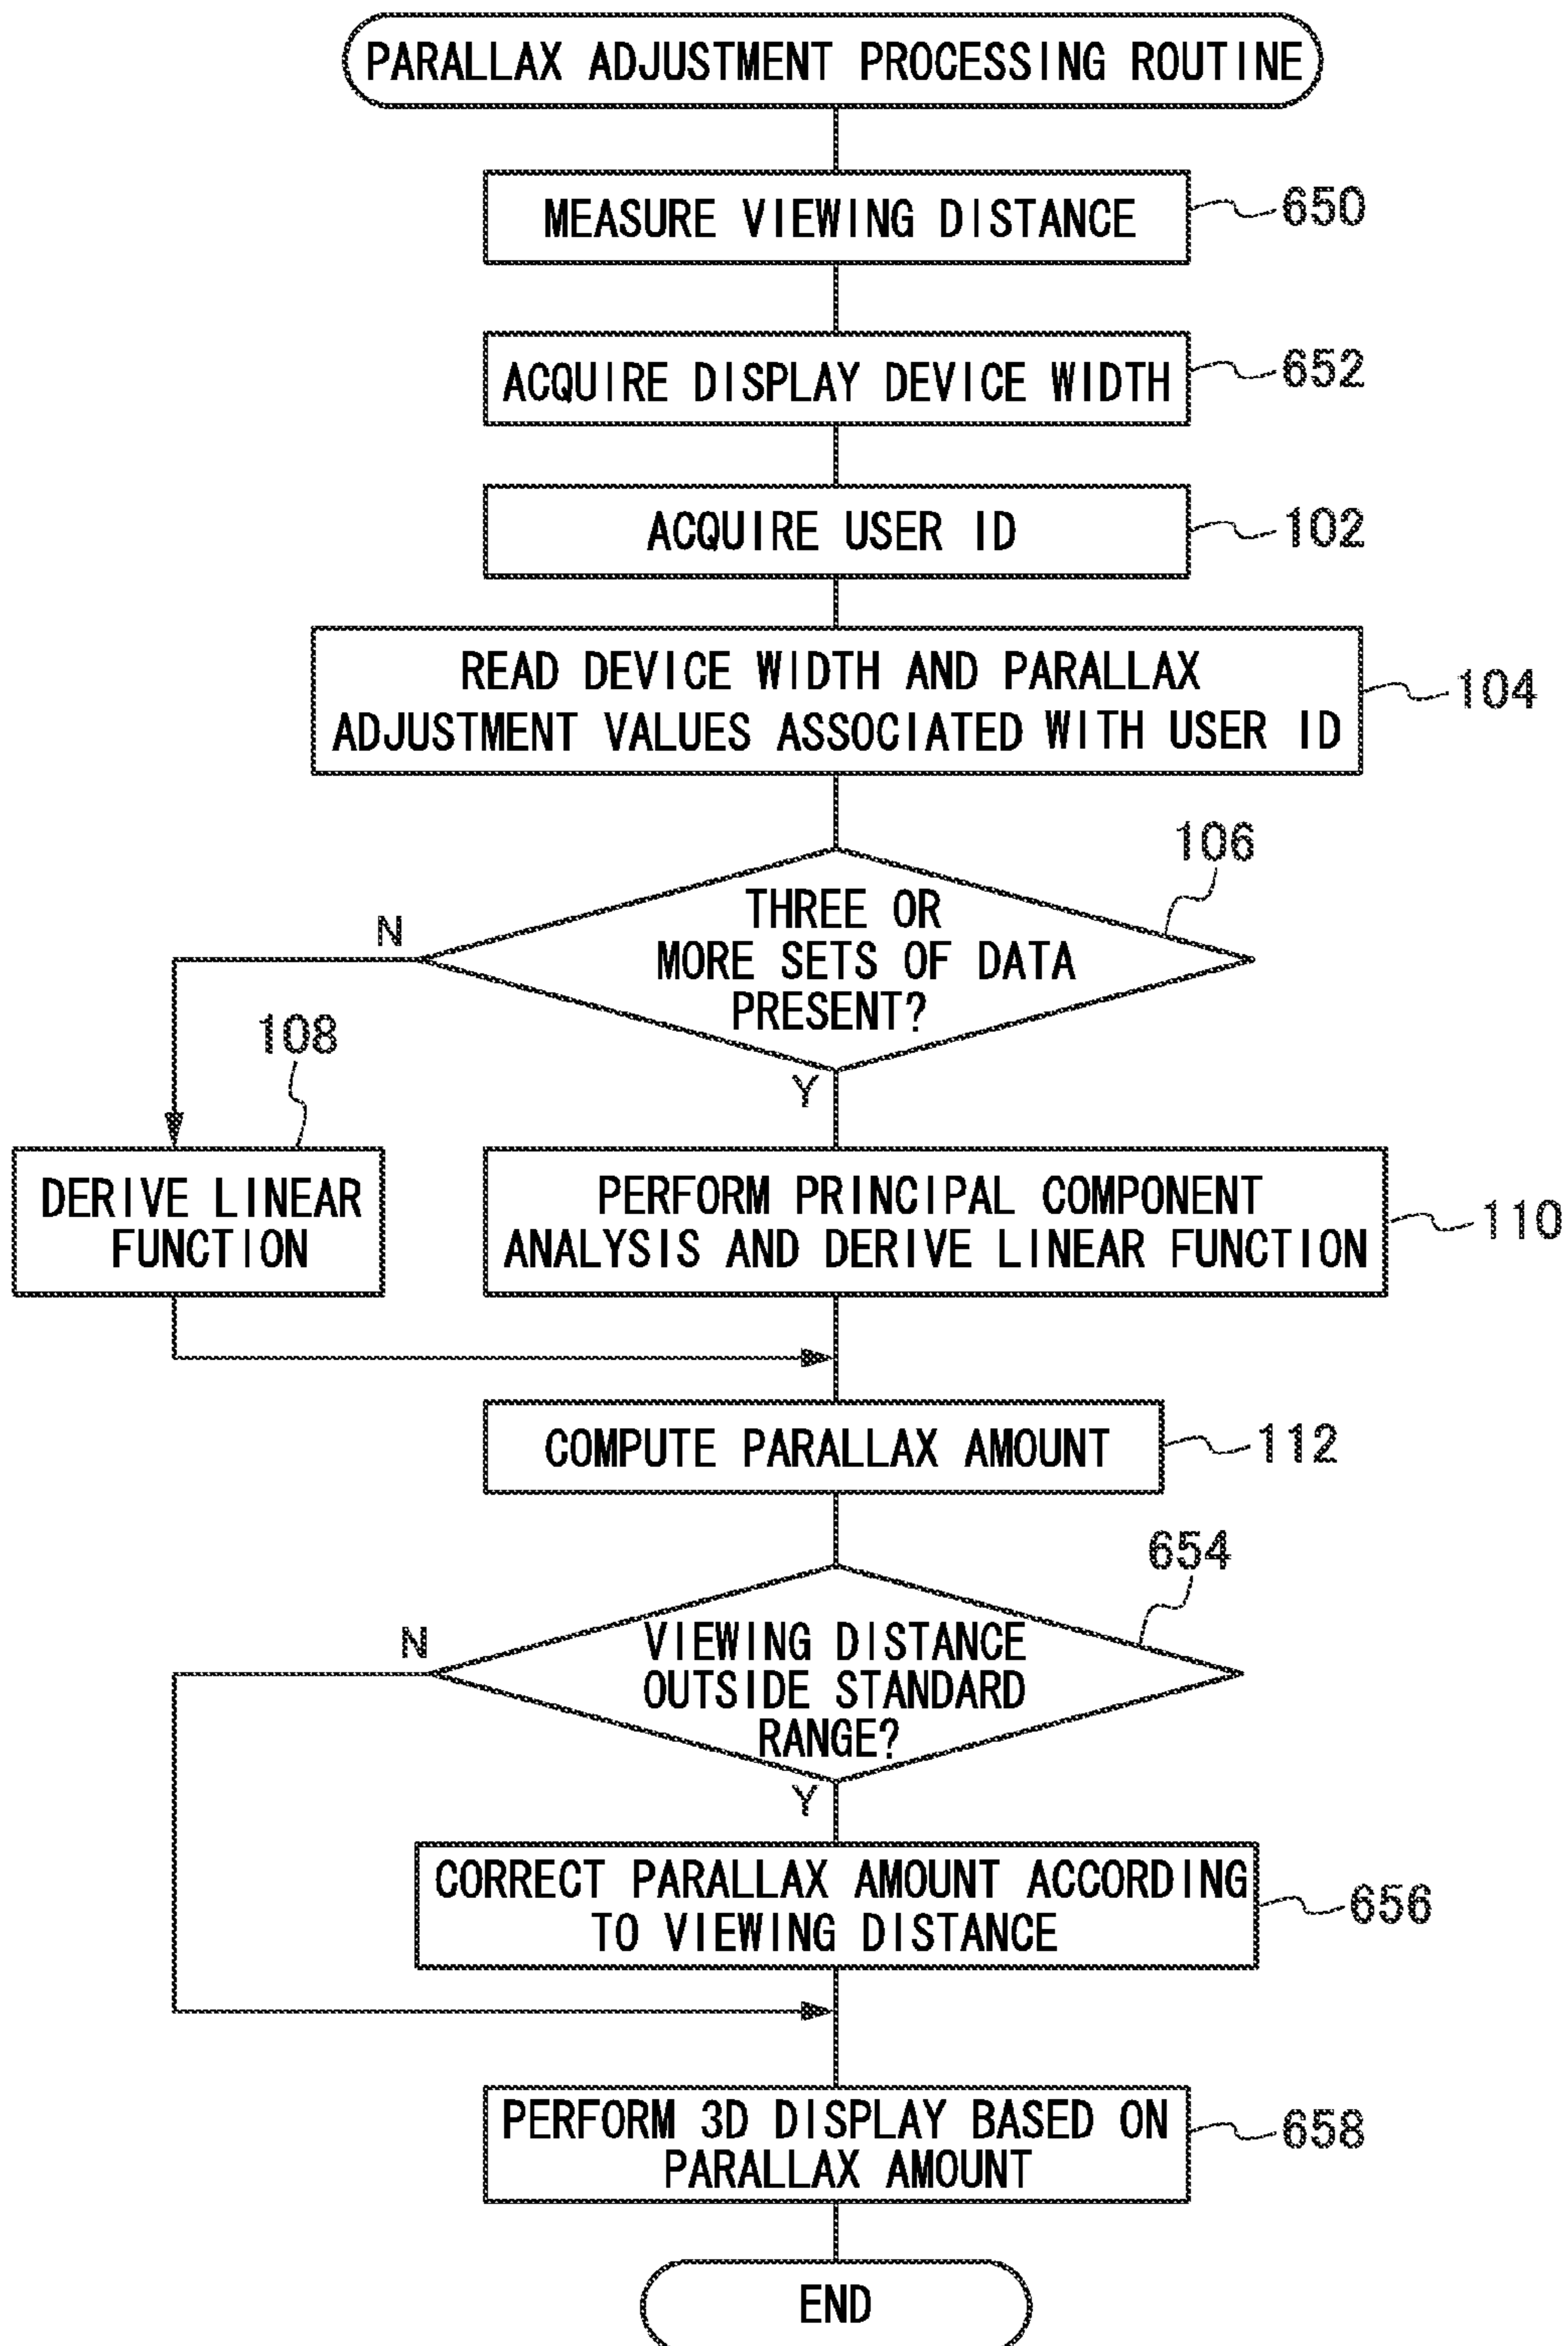 PARALLAX ADJUSTMENT PROCESSING ROUTINE
MEASURE VIEWING DISTANCE
650
ACQUIRE DISPLAY DEVICE WIDTH
652
ACQUIRE USER ID
102
READ DEVICE WIDTH AND PARALLAX
ADJUSTMENT VALUES ASSOCIATED WITH USER ID
104
106
THREE OR
MORE SETS OF DATA
PRESENT?
N
Y
108
DERIVE LINEAR
FUNCTION
PERFORM PRINCIPAL COMPONENT
ANALYSIS AND DERIVE LINEAR FUNCTION
110
COMPUTE PARALLAX AMOUNT
112
654
VIEWING DISTANCE
OUTSIDE STANDARD
RANGE?
N
Y
CORRECT PARALLAX AMOUNT ACCORDING
TO VIEWING DISTANCE
656
PERFORM 3D DISPLAY BASED ON
PARALLAX AMOUNT
658
END